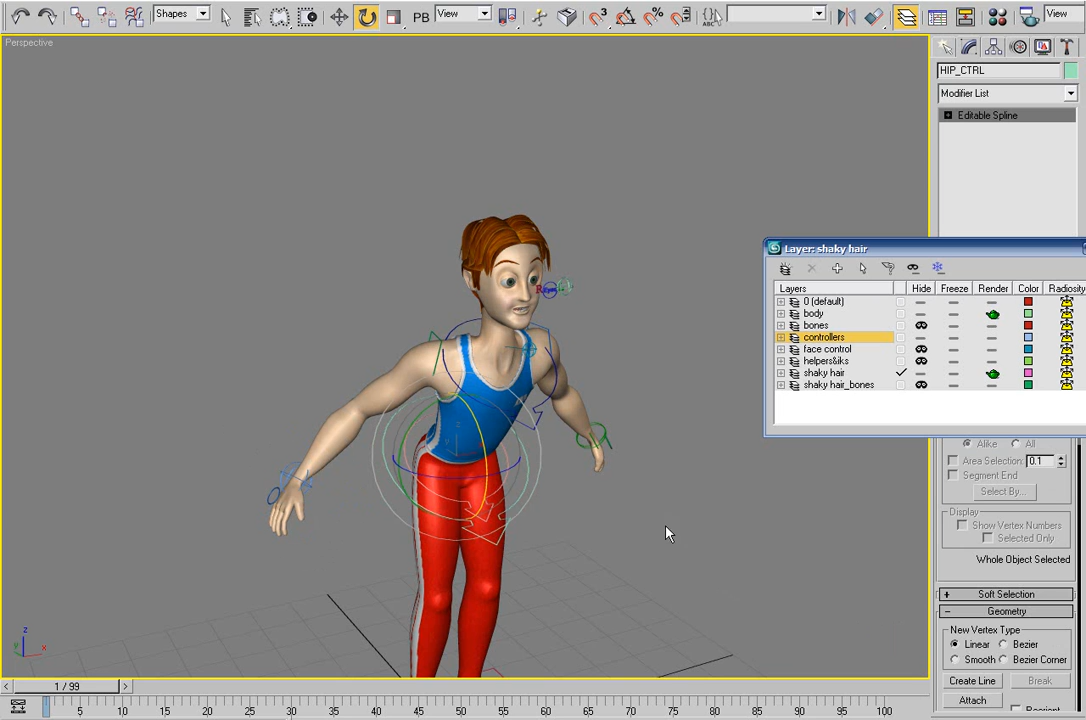 Shapes
PB
View
3
ABC
View
Perspective
HIP_CTRL
Modifier List
Editable Spline
Layer: shaky hair
Layers Hide Freeze Render Color Radiosity
0 (default)
body
bones
controllers
face control
helpers&iks
shaky hair
shaky hair_bones
Alike All
Area Selection: 0.1
Segment End
Select By...
Display
Show Vertex Numbers
Selected Only
Whole Object Selected
+ Soft Selection
- Geometry
New Vertex Type
Linear Bezier
Smooth Bezier Corner
Create Line Break
Attach
z
y
x
z
x
< 1 / 99 >
5 10 15 20 25 30 35 40 45 50 55 60 65 70 75 80 85 90 95 100